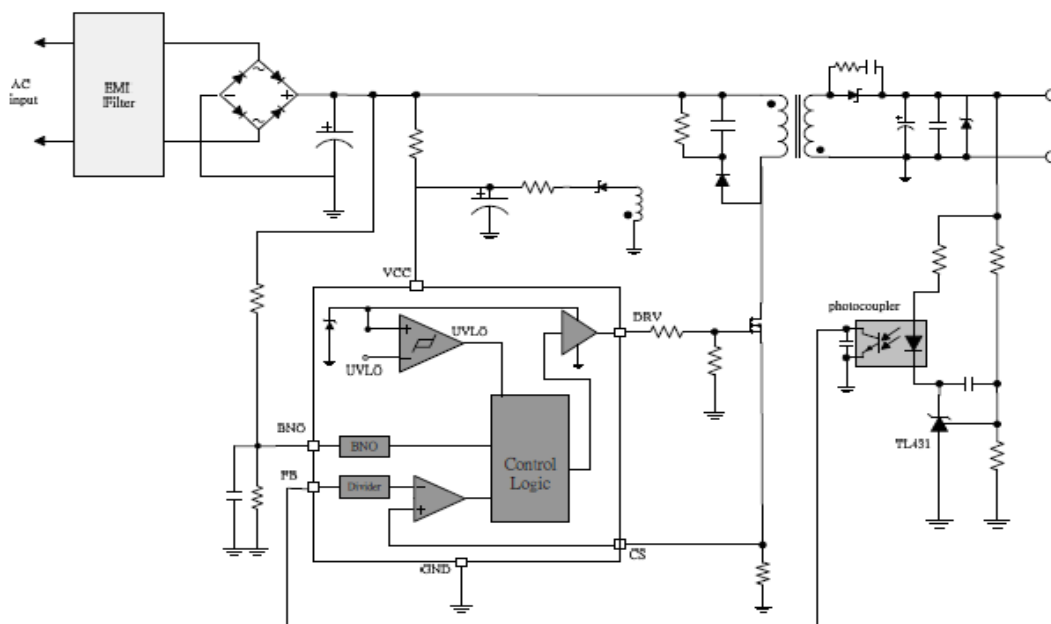 AC
input
EMI
Filter
VCC
DRV
UVLO
UVLO
BNO
BNO
FB
Divider
Control
Logic
CS
GND
photocoupler
TL431